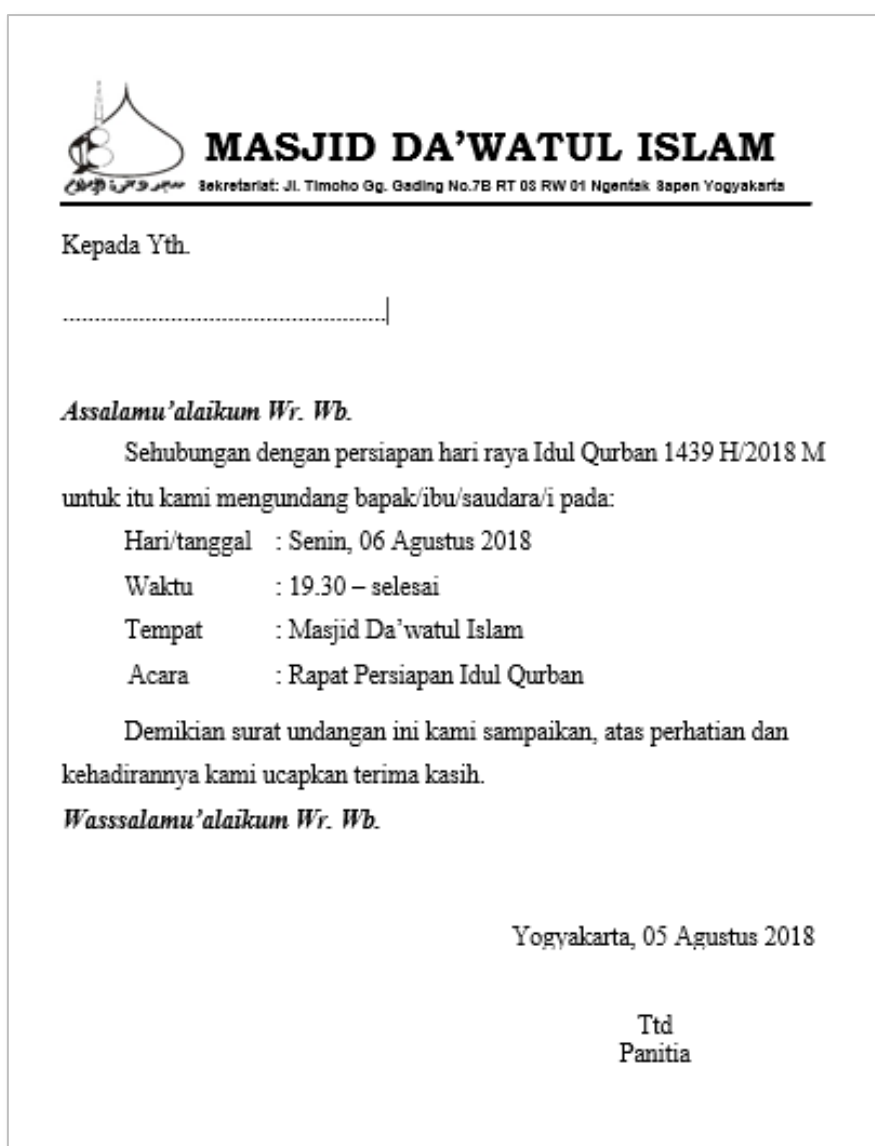 MASJID DA'WATUL ISLAM
Sekretariat: Jl. Timoho Gg. Gading No.7B RT 08 RW 01 Ngentak Sapen Yogyakarta
Kepada Yth.
....................................................
Assalamu'alaikum Wr. Wb.
Sehubungan dengan persiapan hari raya Idul Qurban 1439 H/2018 M
untuk itu kami mengundang bapak/ibu/saudara/i pada:
Hari/tanggal : Senin, 06 Agustus 2018
Waktu : 19.30 – selesai
Tempat : Masjid Da'watul Islam
Acara : Rapat Persiapan Idul Qurban
Demikian surat undangan ini kami sampaikan, atas perhatian dan
kehadirannya kami ucapkan terima kasih.
Wasssalamu'alaikum Wr. Wb.
Yogyakarta, 05 Agustus 2018
Ttd
Panitia